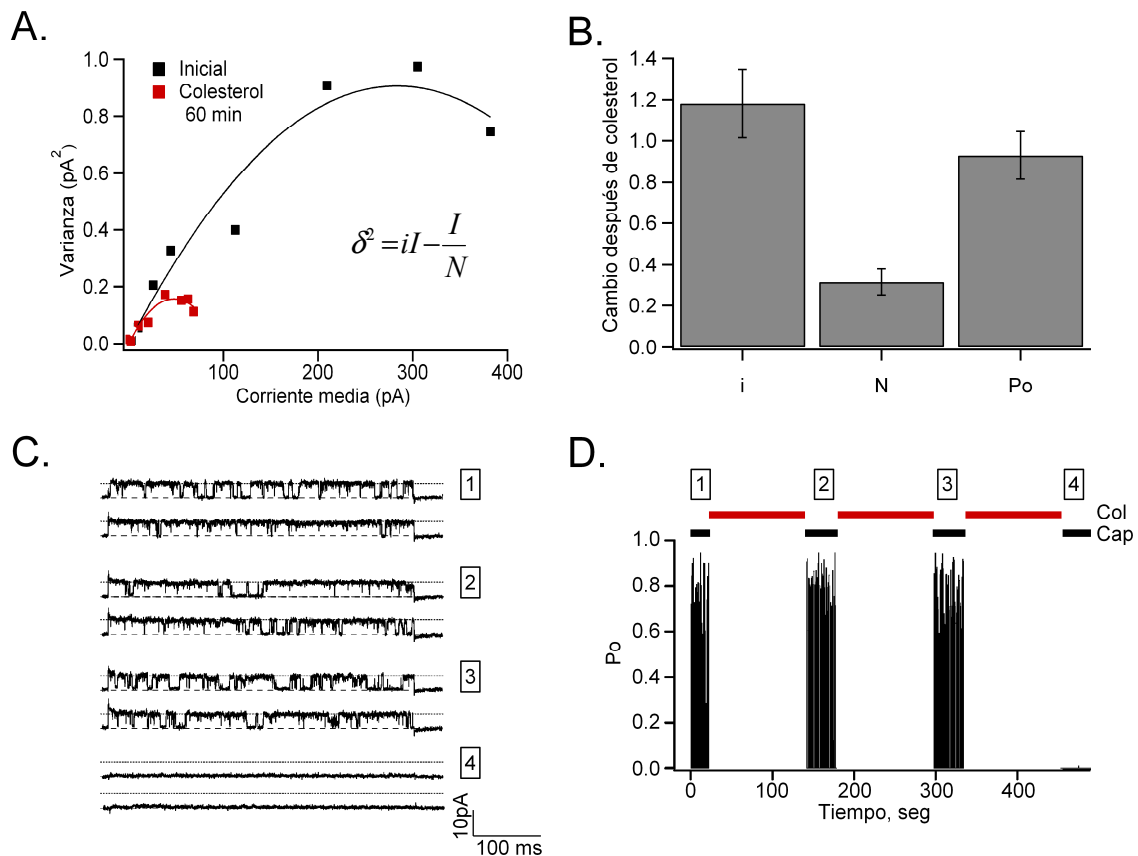 A.
1.0
0.8
0.6
0.4
0.2
0.0
Varianza (pA²)
Inicial
Colesterol
60 min
δ² = iI − I/N
100
200
300
400
Corriente media (pA)
B.
1.4
1.2
1.0
0.8
0.6
0.4
0.2
0.0
Cambio después de colesterol
i
N
Po
C.
1
2
3
4
10pA
100 ms
D.
1
2
3
4
Col
Cap
1.0
0.8
0.6
0.4
0.2
0.0
Po
0
100
200
300
400
Tiempo, seg